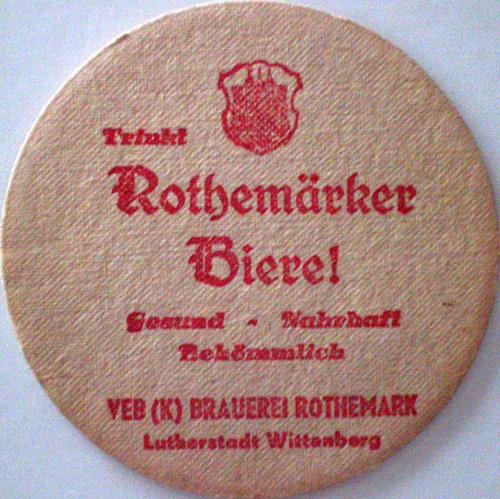 Trinkt
Rothemärker
Biere!
Gesund - Nahrhaft
Bekömmlich
VEB (K) BRAUEREI ROTHEMARK
Lutherstadt Wittenberg